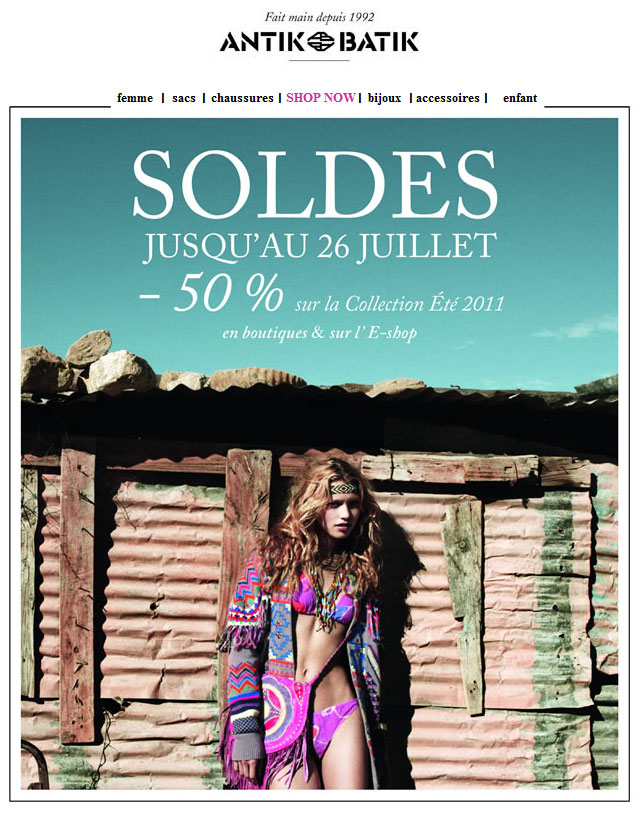 Fait main depuis 1992
ANTIK BATIK
femme | sacs | chaussures | SHOP NOW | bijoux | accessoires | enfant
SOLDES
JUSQU'AU 26 JUILLET
– 50 % sur la Collection Été 2011
en boutiques & sur l'E-shop